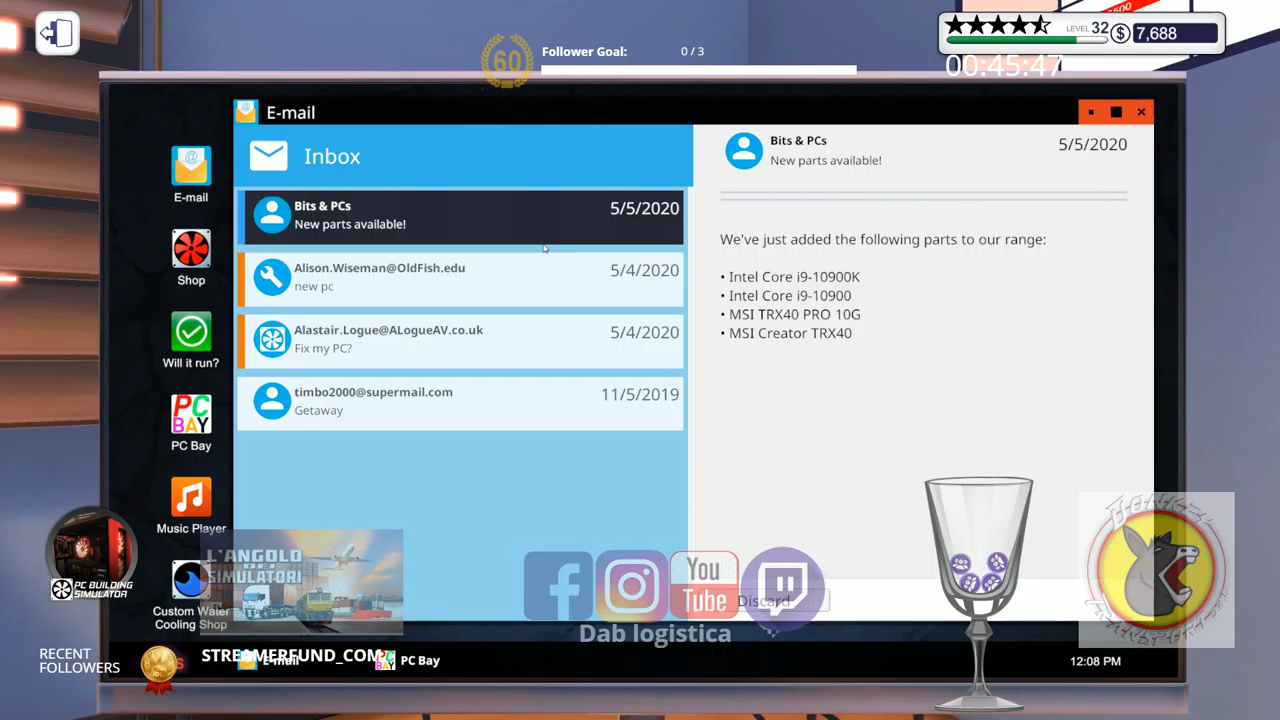 Follower Goal: 0 / 3
60
LEVEL 32
$ 7,688
00:45:47
E-mail
Inbox
Bits & PCs
New parts available!
5/5/2020
Alison.Wiseman@OldFish.edu
new pc
5/4/2020
Alastair.Logue@ALogueAV.co.uk
Fix my PC?
5/4/2020
timbo2000@supermail.com
Getaway
11/5/2019
Bits & PCs
New parts available!
5/5/2020
We've just added the following parts to our range:
• Intel Core i9-10900K
• Intel Core i9-10900
• MSI TRX40 PRO 10G
• MSI Creator TRX40
Discard
E-mail
Shop
Will it run?
PC BAY
PC Bay
Music Player
Custom Water
Cooling Shop
PC BUILDING
SIMULATOR
L'ANGOLO
DEI
SIMULATORI
You
Tube
Dab logistica
RECENT
FOLLOWERS
STREAMERFUND_COM
E-mail
PC Bay
12:08 PM